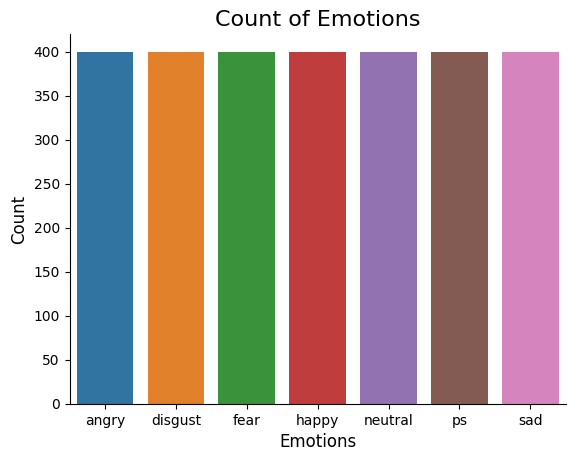 Count of Emotions
Count
400
350
300
250
200
150
100
50
0
angry disgust fear happy neutral ps sad
Emotions